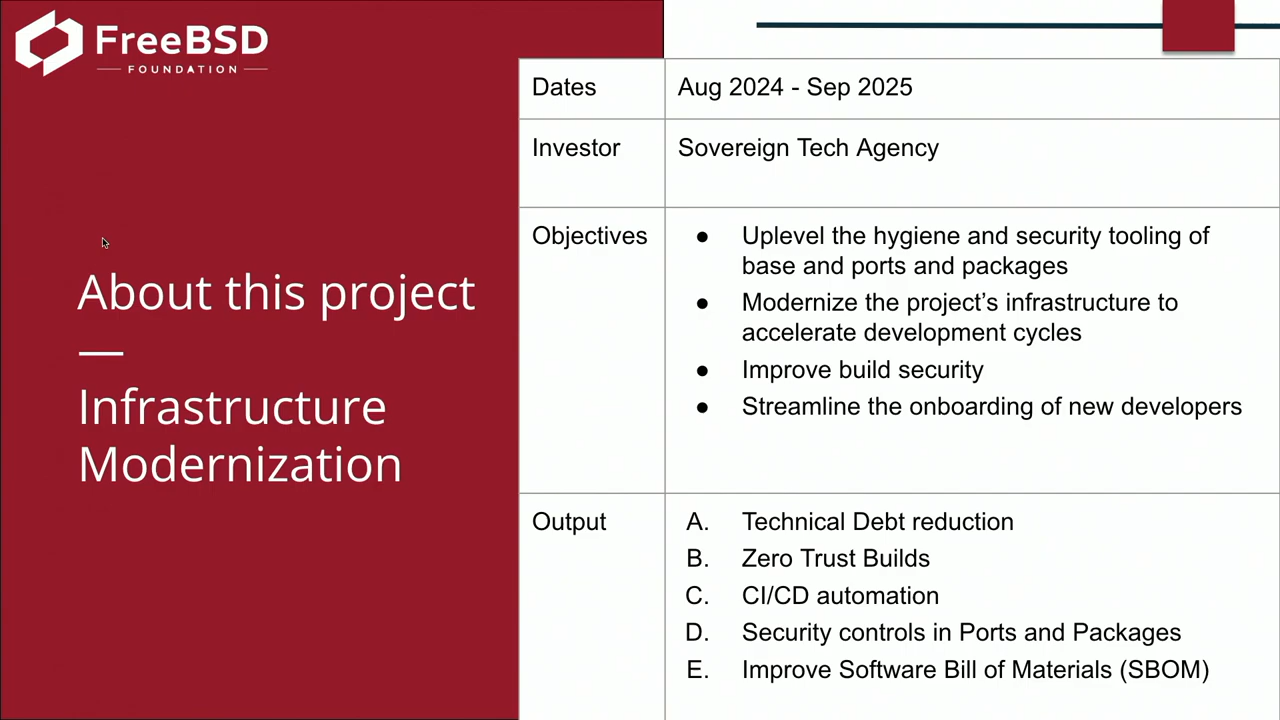 FreeBSD
FOUNDATION
About this project
—
Infrastructure
Modernization
Dates
Aug 2024 - Sep 2025
Investor
Sovereign Tech Agency
Objectives
● Uplevel the hygiene and security tooling of
base and ports and packages
● Modernize the project’s infrastructure to
accelerate development cycles
● Improve build security
● Streamline the onboarding of new developers
Output
A. Technical Debt reduction
B. Zero Trust Builds
C. CI/CD automation
D. Security controls in Ports and Packages
E. Improve Software Bill of Materials (SBOM)